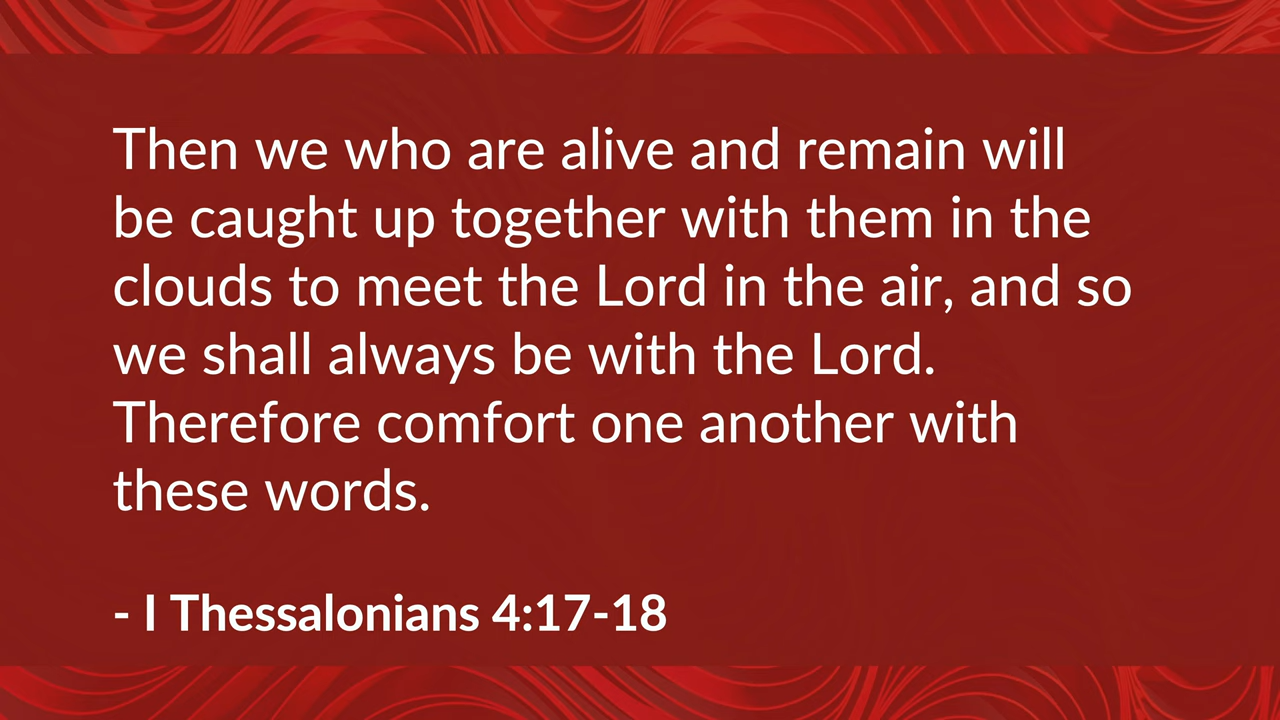 Then we who are alive and remain will
be caught up together with them in the
clouds to meet the Lord in the air, and so
we shall always be with the Lord.
Therefore comfort one another with
these words.
- I Thessalonians 4:17-18